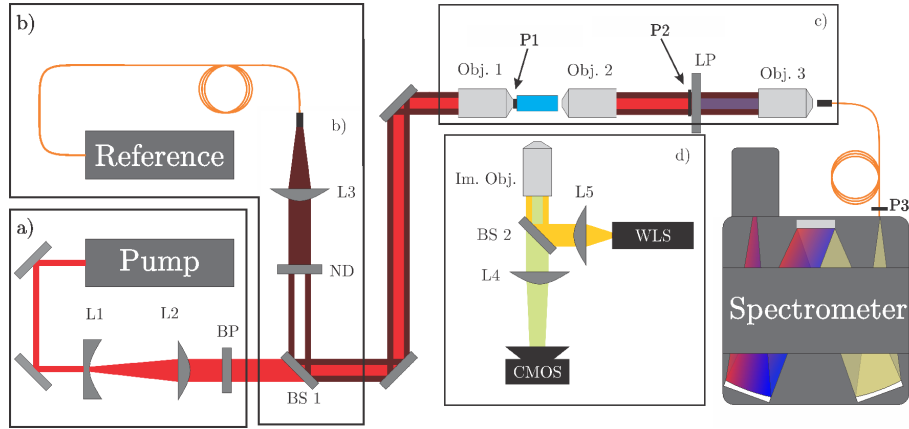 b)
b)
Reference
L3
ND
a)
Pump
L1
L2
BP
BS 1
c)
P1
P2
LP
Obj. 1
Obj. 2
Obj. 3
d)
Im. Obj.
L5
BS 2
WLS
L4
CMOS
P3
Spectrometer